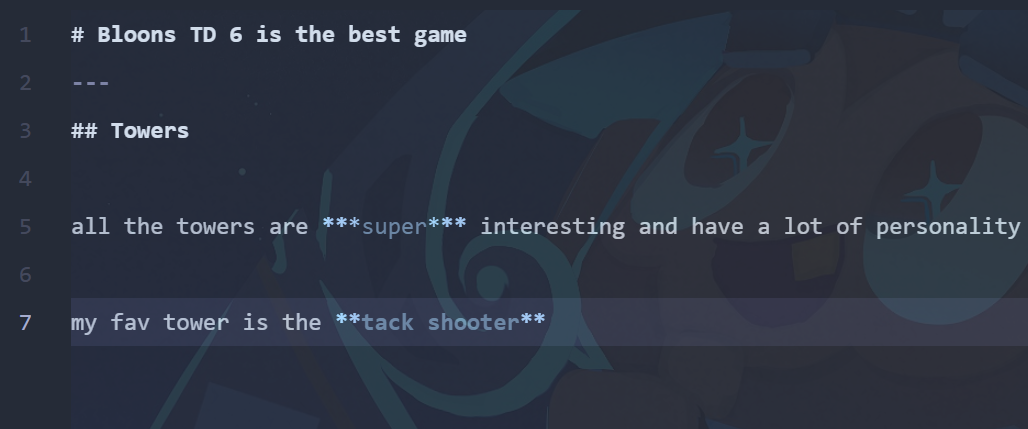 1 # Bloons TD 6 is the best game
2 ---
3 ## Towers
4
5 all the towers are ***super*** interesting and have a lot of personality
6
7 my fav tower is the **tack shooter**